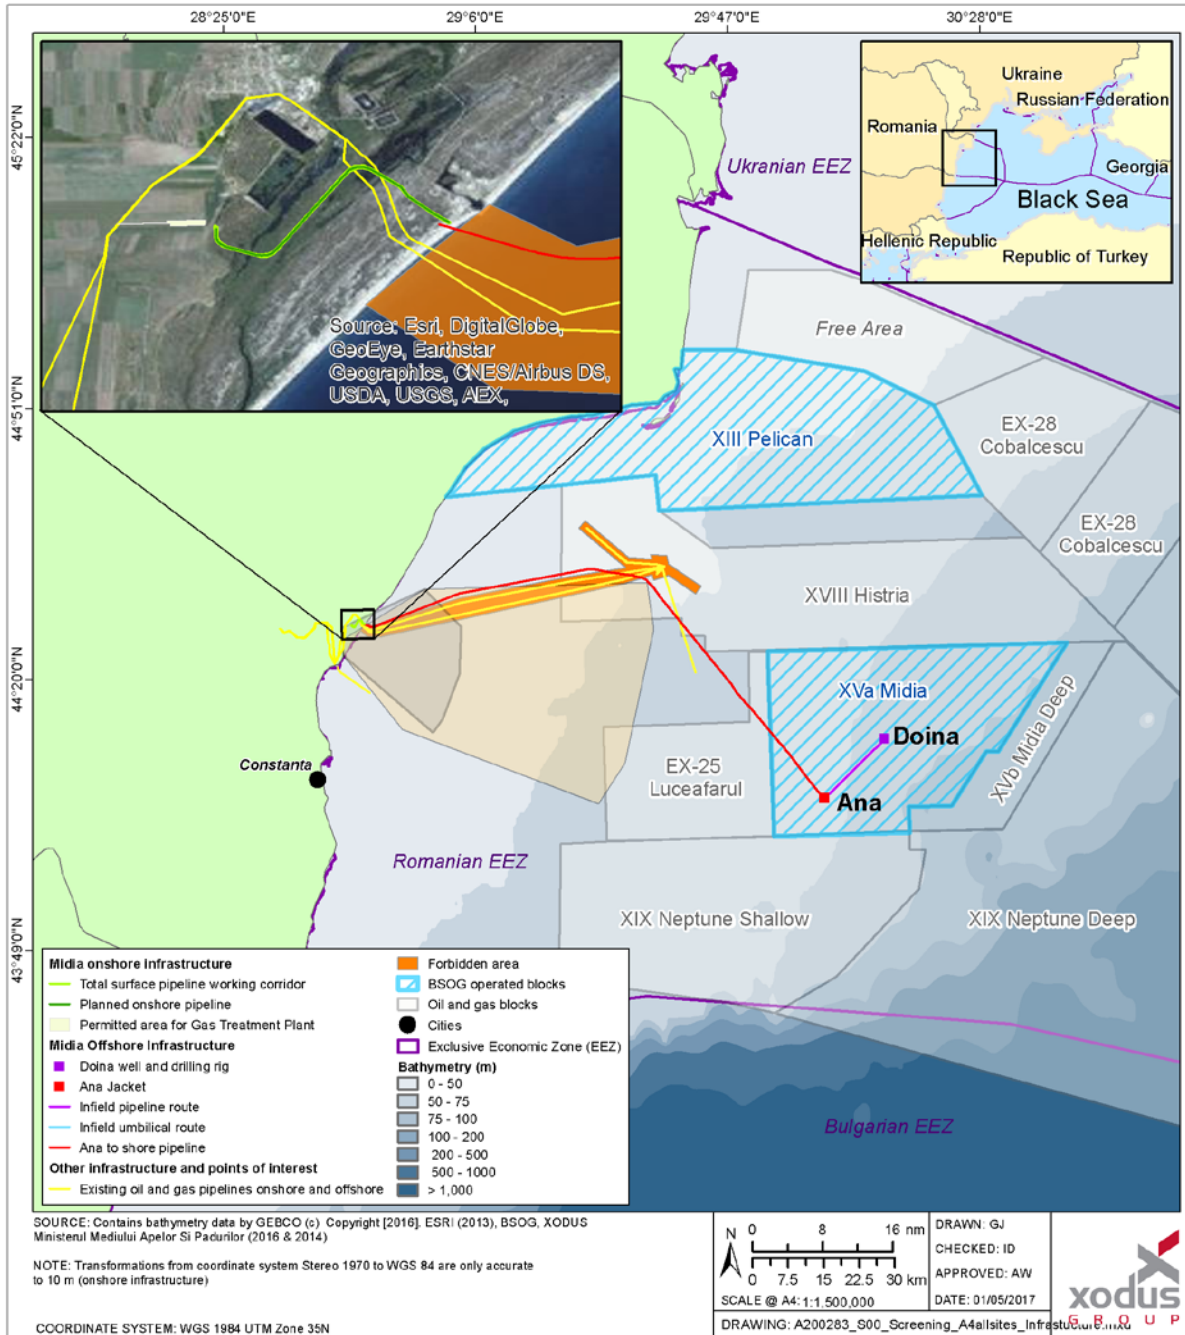 28°25'0"E
29°6'0"E
29°47'0"E
30°28'0"E
45°22'0"N
44°51'0"N
44°20'0"N
43°49'0"N
Source: Esri, DigitalGlobe,
GeoEye, Earthstar
Geographics, CNES/Airbus DS,
USDA, USGS, AEX,
Ukraine
Russian Federation
Romania
Georgia
Black Sea
Hellenic Republic
Republic of Turkey
Ukranian EEZ
Free Area
XIII Pelican
EX-28
Cobalcescu
EX-28
Cobalcescu
XVIII Histria
XVa Midia
Doina
Ana
XVb Midia Deep
EX-25
Luceafarul
Constanta
Romanian EEZ
XIX Neptune Shallow
XIX Neptune Deep
Bulgarian EEZ
Midia onshore Infrastructure
Total surface pipeline working corridor
Planned onshore pipeline
Permitted area for Gas Treatment Plant
Midia Offshore Infrastructure
Doina well and drilling rig
Ana Jacket
Infield pipeline route
Infield umbilical route
Ana to shore pipeline
Other infrastructure and points of interest
Existing oil and gas pipelines onshore and offshore
Forbidden area
BSOG operated blocks
Oil and gas blocks
Cities
Exclusive Economic Zone (EEZ)
Bathymetry (m)
0 - 50
50 - 75
75 - 100
100 - 200
200 - 500
500 - 1000
> 1,000
SOURCE: Contains bathymetry data by GEBCO (c) Copyright [2016]. ESRI (2013), BSOG, XODUS
Ministerul Mediului Apelor Si Padurilor (2016 & 2014)
NOTE: Transformations from coordinate system Stereo 1970 to WGS 84 are only accurate
to 10 m (onshore infrastructure)
COORDINATE SYSTEM: WGS 1984 UTM Zone 35N
N
0 8 16 nm
0 7.5 15 22.5 30 km
SCALE @ A4: 1:1,500,000
DRAWN: GJ
CHECKED: ID
APPROVED: AW
DATE: 01/05/2017
DRAWING: A200283_S00_Screening_A4allsites_Infrastucture.mxd
xodus
GROUP